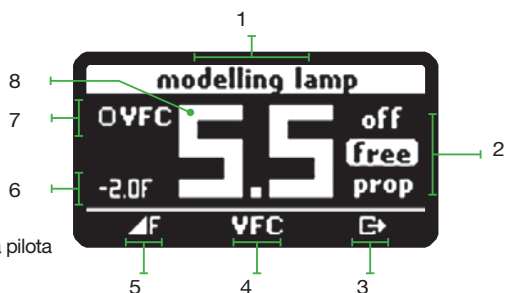 1
modelling lamp
8
7 VFC 5.5 off
free 2
6 -2.0F prop
a pilota
F VFC
5 4 3